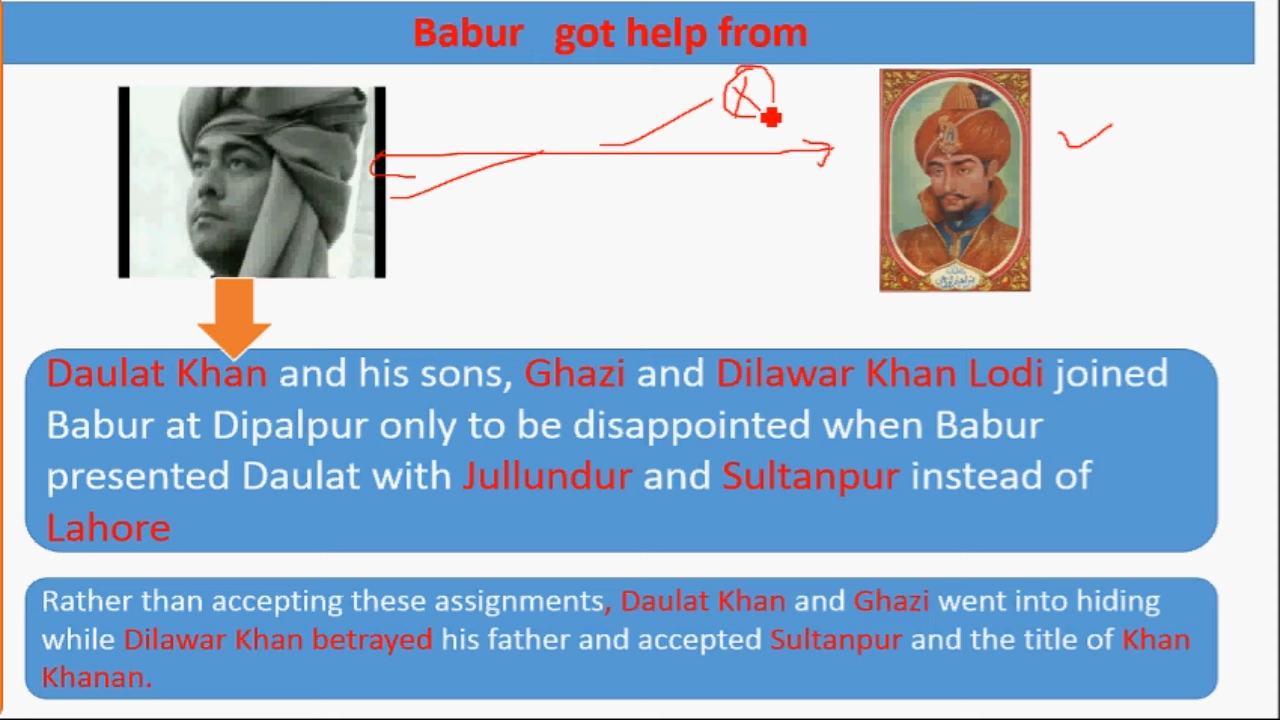 Babur got help from
Daulat Khan and his sons, Ghazi and Dilawar Khan Lodi joined
Babur at Dipalpur only to be disappointed when Babur
presented Daulat with Jullundur and Sultanpur instead of
Lahore
Rather than accepting these assignments, Daulat Khan and Ghazi went into hiding
while Dilawar Khan betrayed his father and accepted Sultanpur and the title of Khan
Khanan.